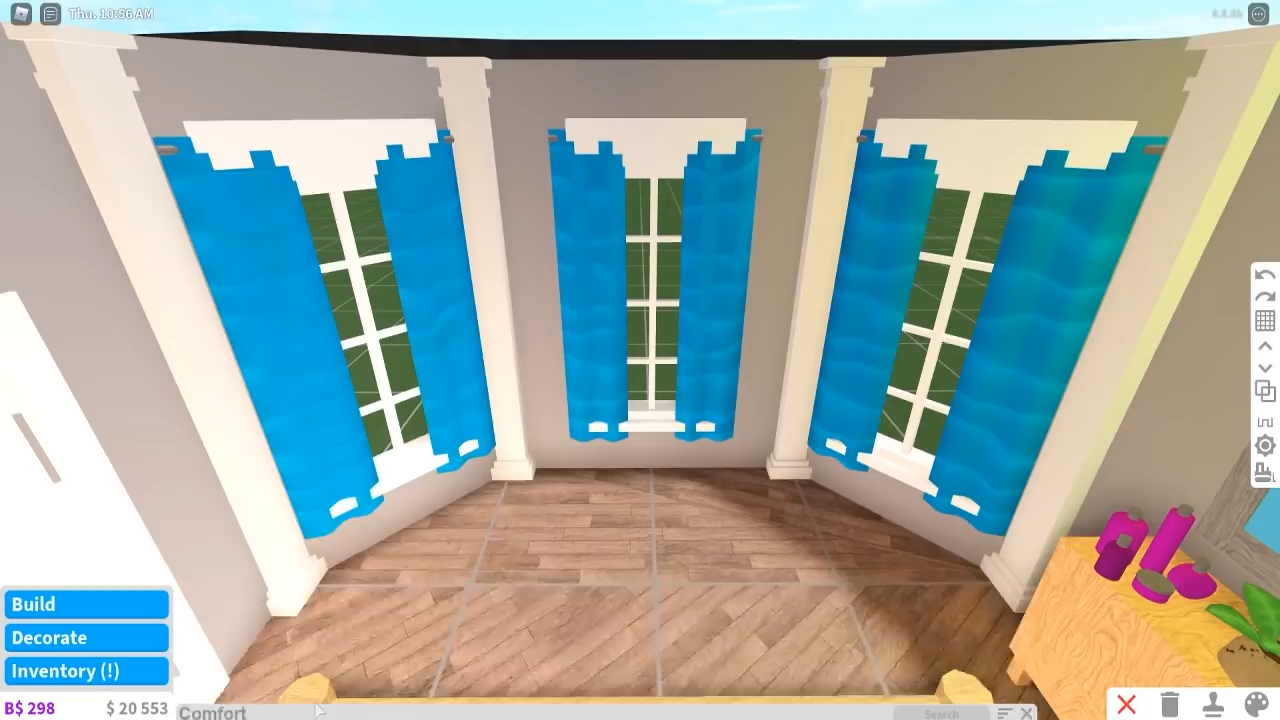 Thu. 10:56 AM
Build
Decorate
Inventory (!)
B$ 298
$ 20 553
Comfort
Search